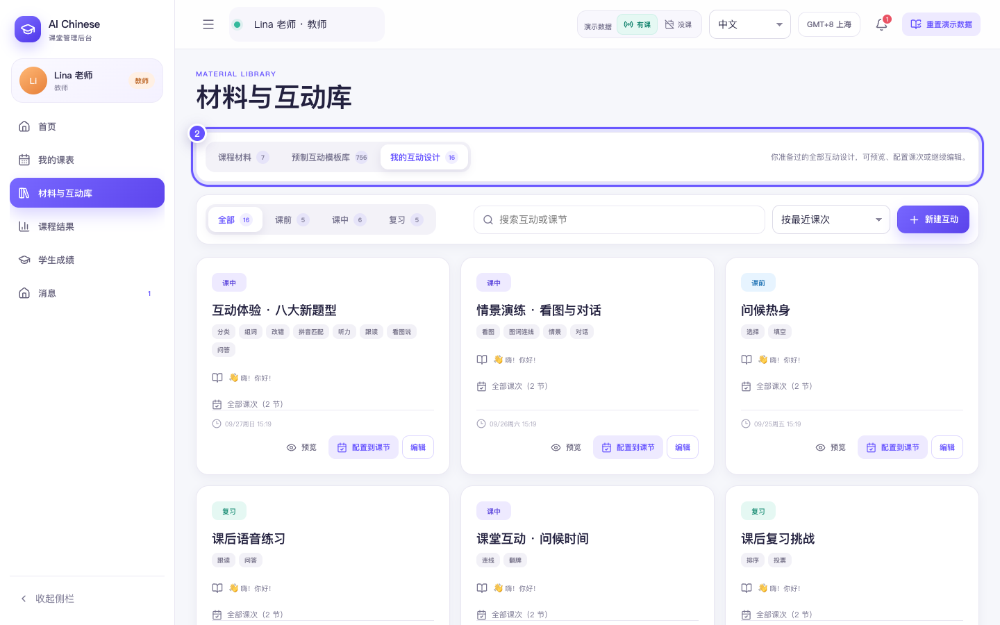 AI Chinese
课堂管理后台
Li
Lina 老师
教师
教师
首页
我的课表
材料与互动库
课程结果
学生成绩
消息
1
收起侧栏
Lina 老师 · 教师
演示数据
有课
没课
中文
GMT+8 上海
1
重置演示数据
MATERIAL LIBRARY
材料与互动库
2
课程材料 7
预制互动模板库 756
我的互动设计 16
你准备过的全部互动设计，可预览、配置课次或继续编辑。
全部 16
课前 5
课中 6
复习 5
搜索互动或课节
按最近课次
新建互动
课中
互动体验 · 八大新题型
分类 组词 改错 拼音匹配 听力 跟读 看图说
问答
👋 嗨！你好！
全部课次（2 节）
09/27周日 15:19
预览 配置到课节 编辑
课中
情景演练 · 看图与对话
看图 图词连线 情景 对话
👋 嗨！你好！
全部课次（2 节）
09/26周六 15:19
预览 配置到课节 编辑
课前
问候热身
选择 填空
👋 嗨！你好！
全部课次（2 节）
09/25周五 15:19
预览 配置到课节 编辑
复习
课后语音练习
跟读 问答
👋 嗨！你好！
全部课次（2 节）
课中
课堂互动 · 问候时间
连线 翻牌
👋 嗨！你好！
全部课次（2 节）
复习
课后复习挑战
排序 投票
👋 嗨！你好！
全部课次（2 节）